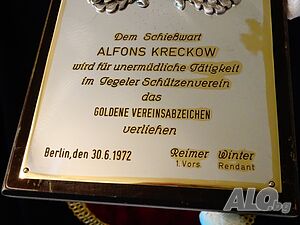 Dem Schießwart
ALFONS KRECKOW
wird für unermüdliche Tätigkeit
im Tegeler Schützenverein
das
GOLDENE VEREINSABZEICHEN
verliehen
Berlin, den 30.6.1972 Reimer Winter
1. Vors Rendant
ALO.bg